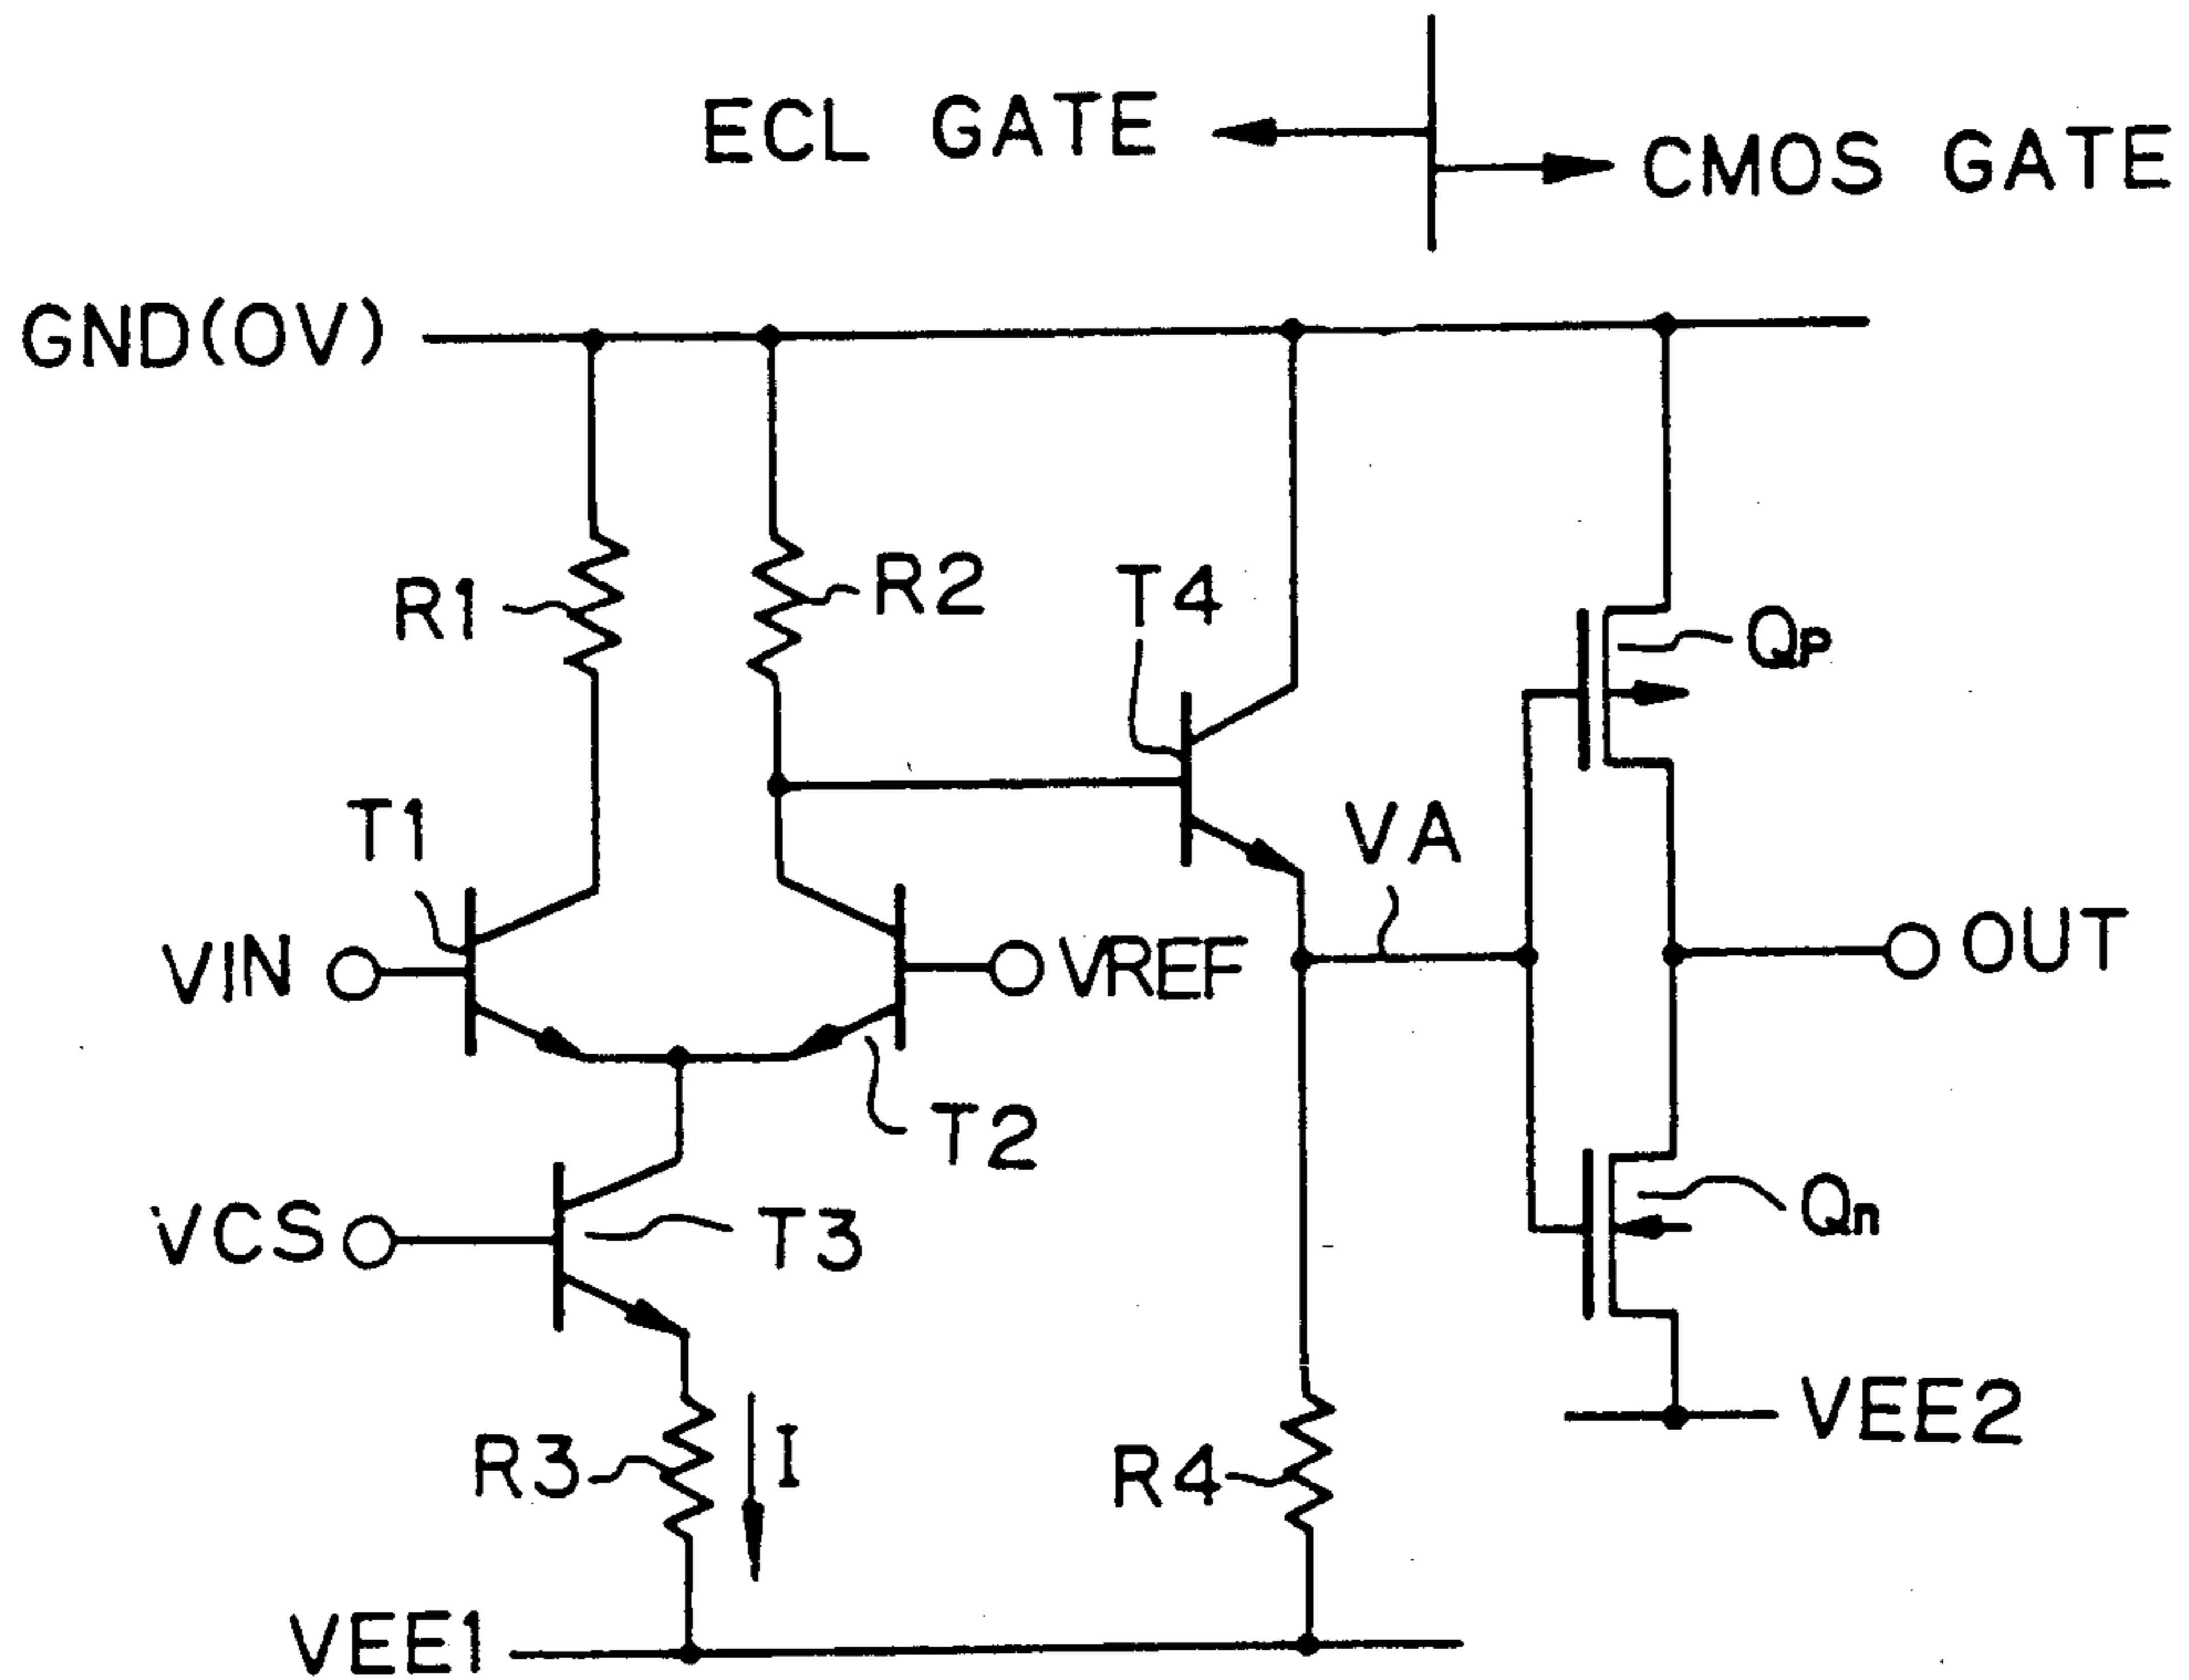 ECL GATE
CMOS GATE
GND(0V)
R1
R2
T4
Qp
T1
VA
VIN
VREF
OUT
T2
VCS
T3
Qn
R3
I
R4
VEE2
VEE1